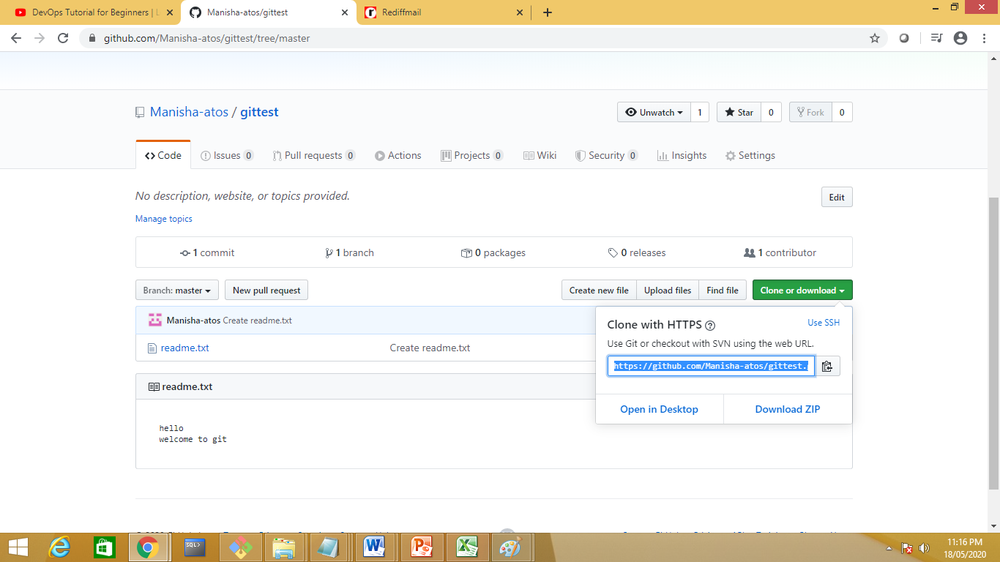 DevOps Tutorial for Beginners | L
Manisha-atos/gittest
Rediffmail
github.com/Manisha-atos/gittest/tree/master
Manisha-atos / gittest
Unwatch 1 Star 0 Fork 0
Code Issues 0 Pull requests 0 Actions Projects 0 Wiki Security 0 Insights Settings
No description, website, or topics provided.
Edit
Manage topics
1 commit 1 branch 0 packages 0 releases 1 contributor
Branch: master New pull request Create new file Upload files Find file Clone or download
Manisha-atos Create readme.txt
readme.txt Create readme.txt
Clone with HTTPS Use SSH
Use Git or checkout with SVN using the web URL.
https://github.com/Manisha-atos/gittest.
Open in Desktop Download ZIP
readme.txt
hello
welcome to git
SQL>
11:16 PM
18/05/2020